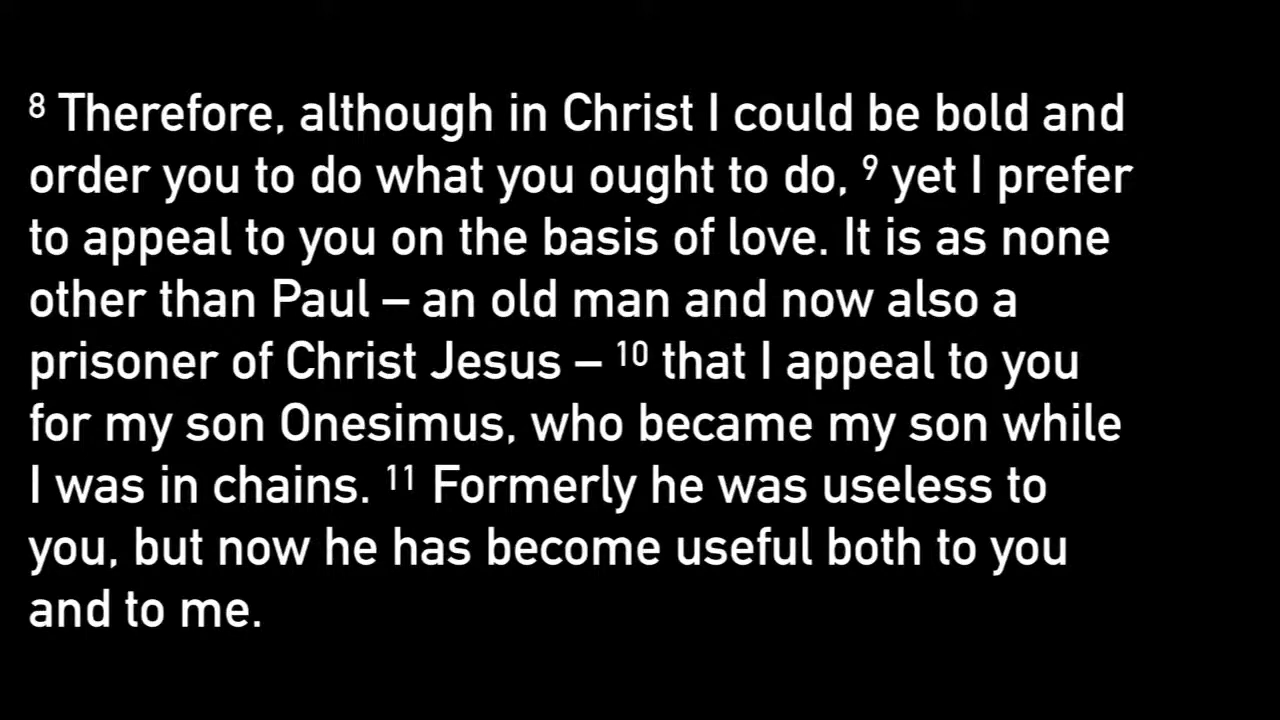 ⁸ Therefore, although in Christ I could be bold and
order you to do what you ought to do, ⁹ yet I prefer
to appeal to you on the basis of love. It is as none
other than Paul – an old man and now also a
prisoner of Christ Jesus – ¹⁰ that I appeal to you
for my son Onesimus, who became my son while
I was in chains. ¹¹ Formerly he was useless to
you, but now he has become useful both to you
and to me.